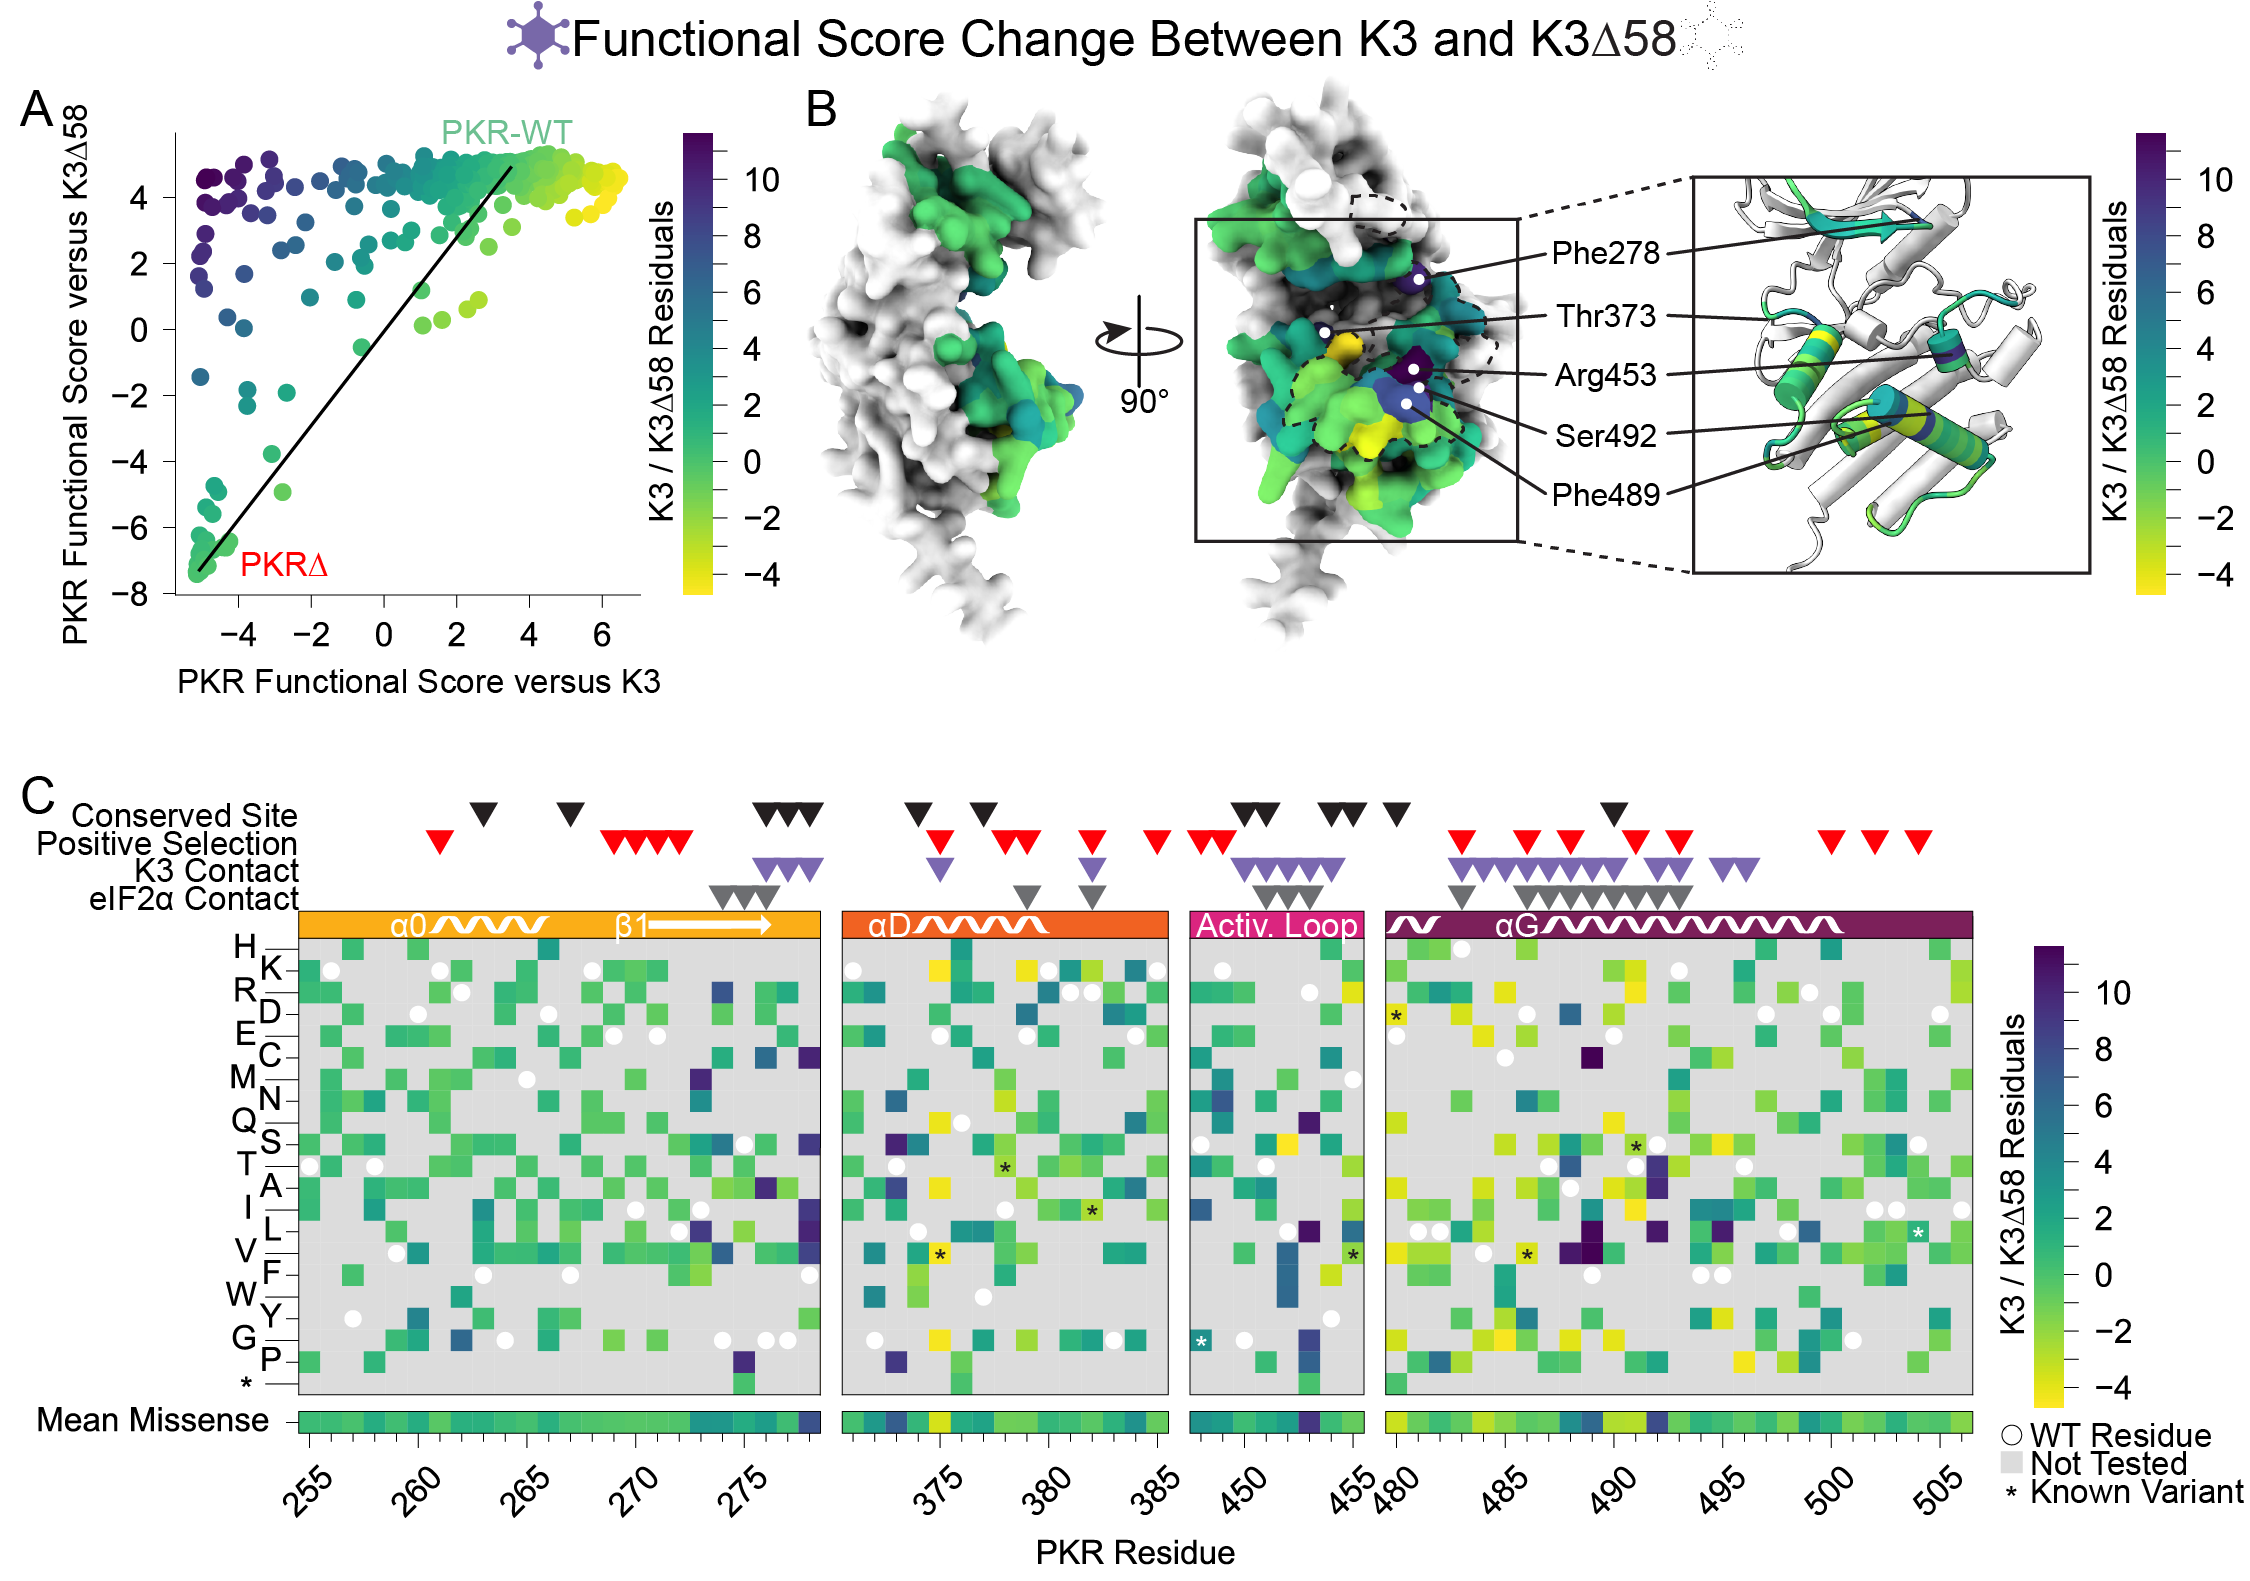 Functional Score Change Between K3 and K3Δ58
A
PKR Functional Score versus K3Δ58
4
2
0
−2
−4
−6
−8
PKR-WT
PKRΔ
−4 −2 0 2 4 6
PKR Functional Score versus K3
K3 / K3Δ58 Residuals
10
8
6
4
2
0
−2
−4
B
90°
Phe278
Thr373
Arg453
Ser492
Phe489
K3 / K3Δ58 Residuals
10
8
6
4
2
0
−2
−4
C
Conserved Site
Positive Selection
K3 Contact
eIF2α Contact
α0 β1 αD Activ. Loop αG
H
K
R
D
E
C
M
N
Q
S
T
A
I
L
V
F
W
Y
G
P
*
Mean Missense
255 260 265 270 275 375 380 385 450 455 480 485 490 495 500 505
PKR Residue
K3 / K3Δ58 Residuals
10
8
6
4
2
0
−2
−4
WT Residue
Not Tested
* Known Variant